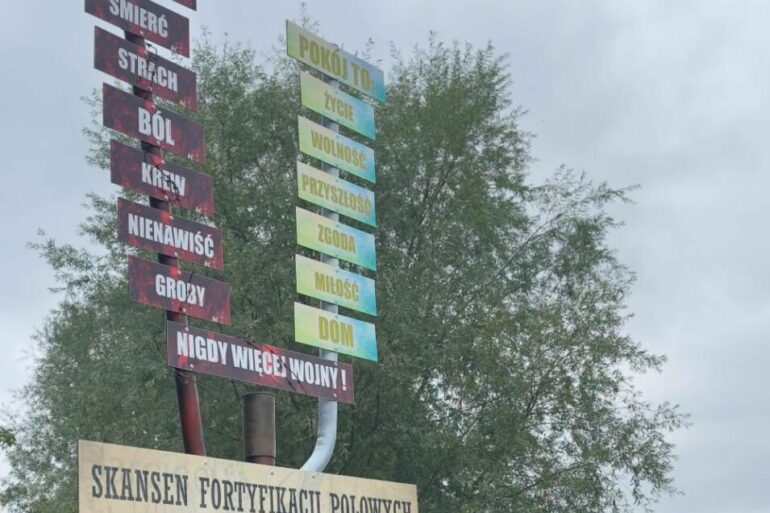 ŚMIERĆ
STRACH
BÓL
KREW
NIENAWIŚĆ
GROBY
POKÓJ TO:
ŻYCIE
WOLNOŚĆ
PRZYSZŁOŚĆ
ZGODA
MIŁOŚĆ
DOM
NIGDY WIĘCEJ WOJNY !
SKANSEN FORTYFIKACJI POLOWYCH